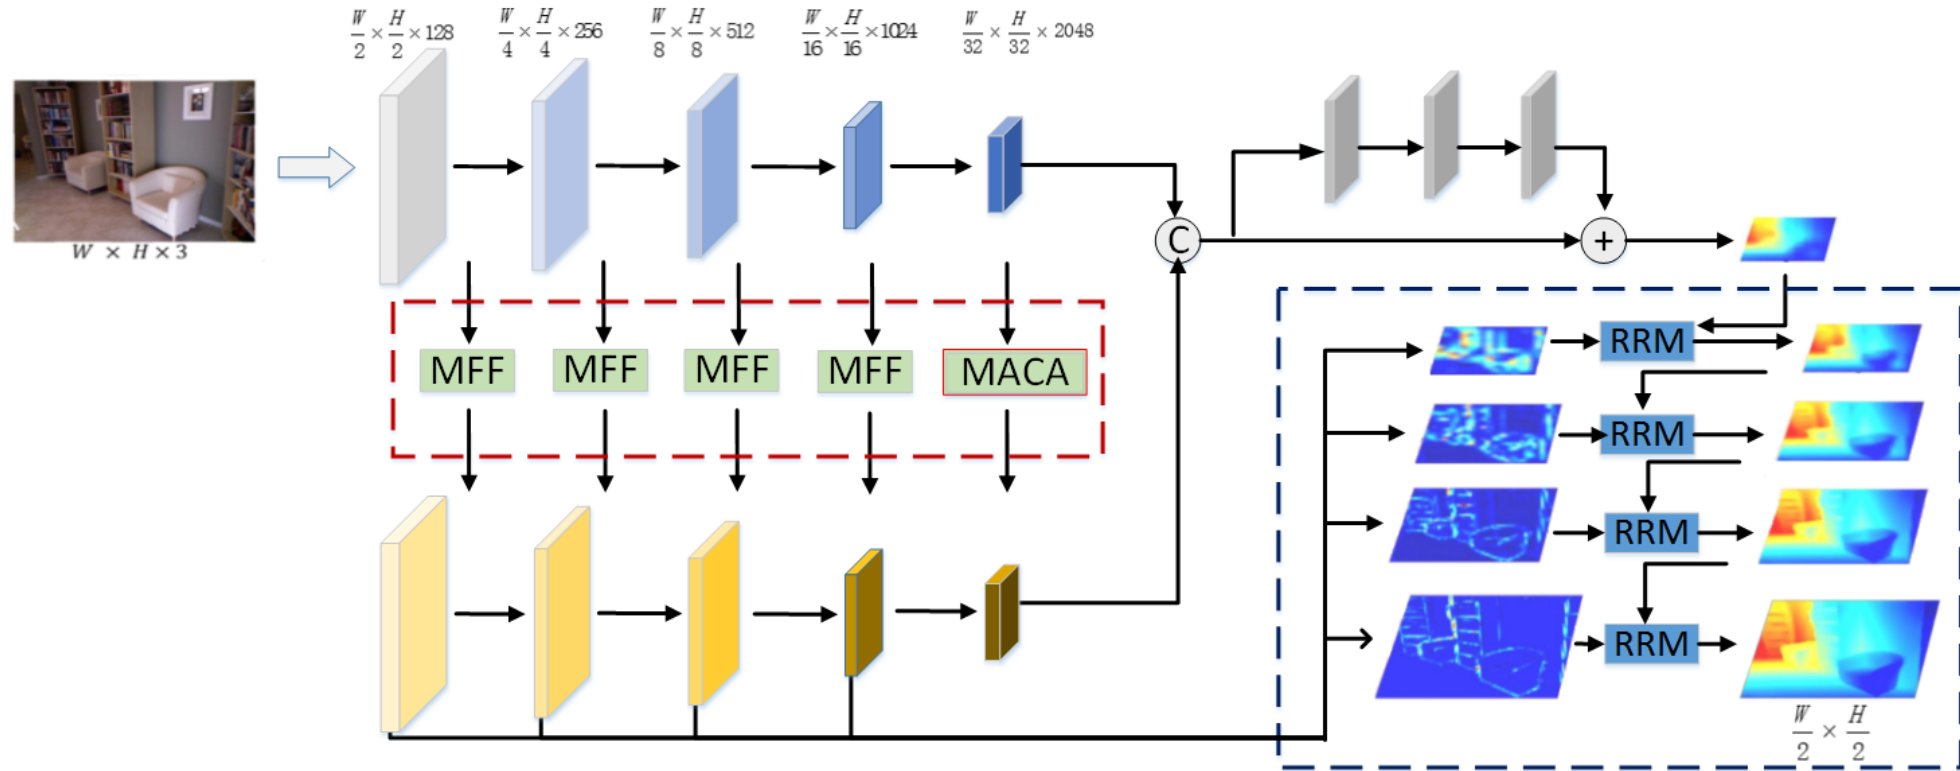 W/2 × H/2 × 128
W/4 × H/4 × 256
W/8 × H/8 × 512
W/16 × H/16 × 1024
W/32 × H/32 × 2048
W × H × 3
C
+
MFF
MFF
MFF
MFF
MACA
RRM
RRM
RRM
RRM
W/2 × H/2